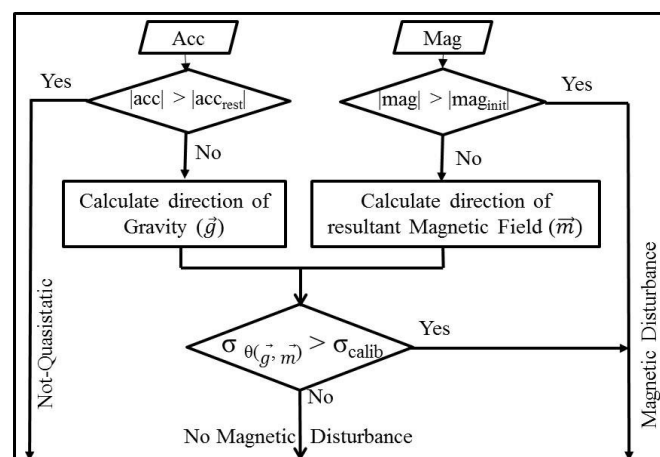 Acc
Mag
Yes
|acc| > |acc_rest|
|mag| > |mag_init|
Yes
No
No
Calculate direction of
Gravity (g⃗)
Calculate direction of
resultant Magnetic Field (m⃗)
σ θ(g⃗, m⃗) > σ_calib
Yes
No
No Magnetic Disturbance
Not-Quasistatic
Magnetic Disturbance